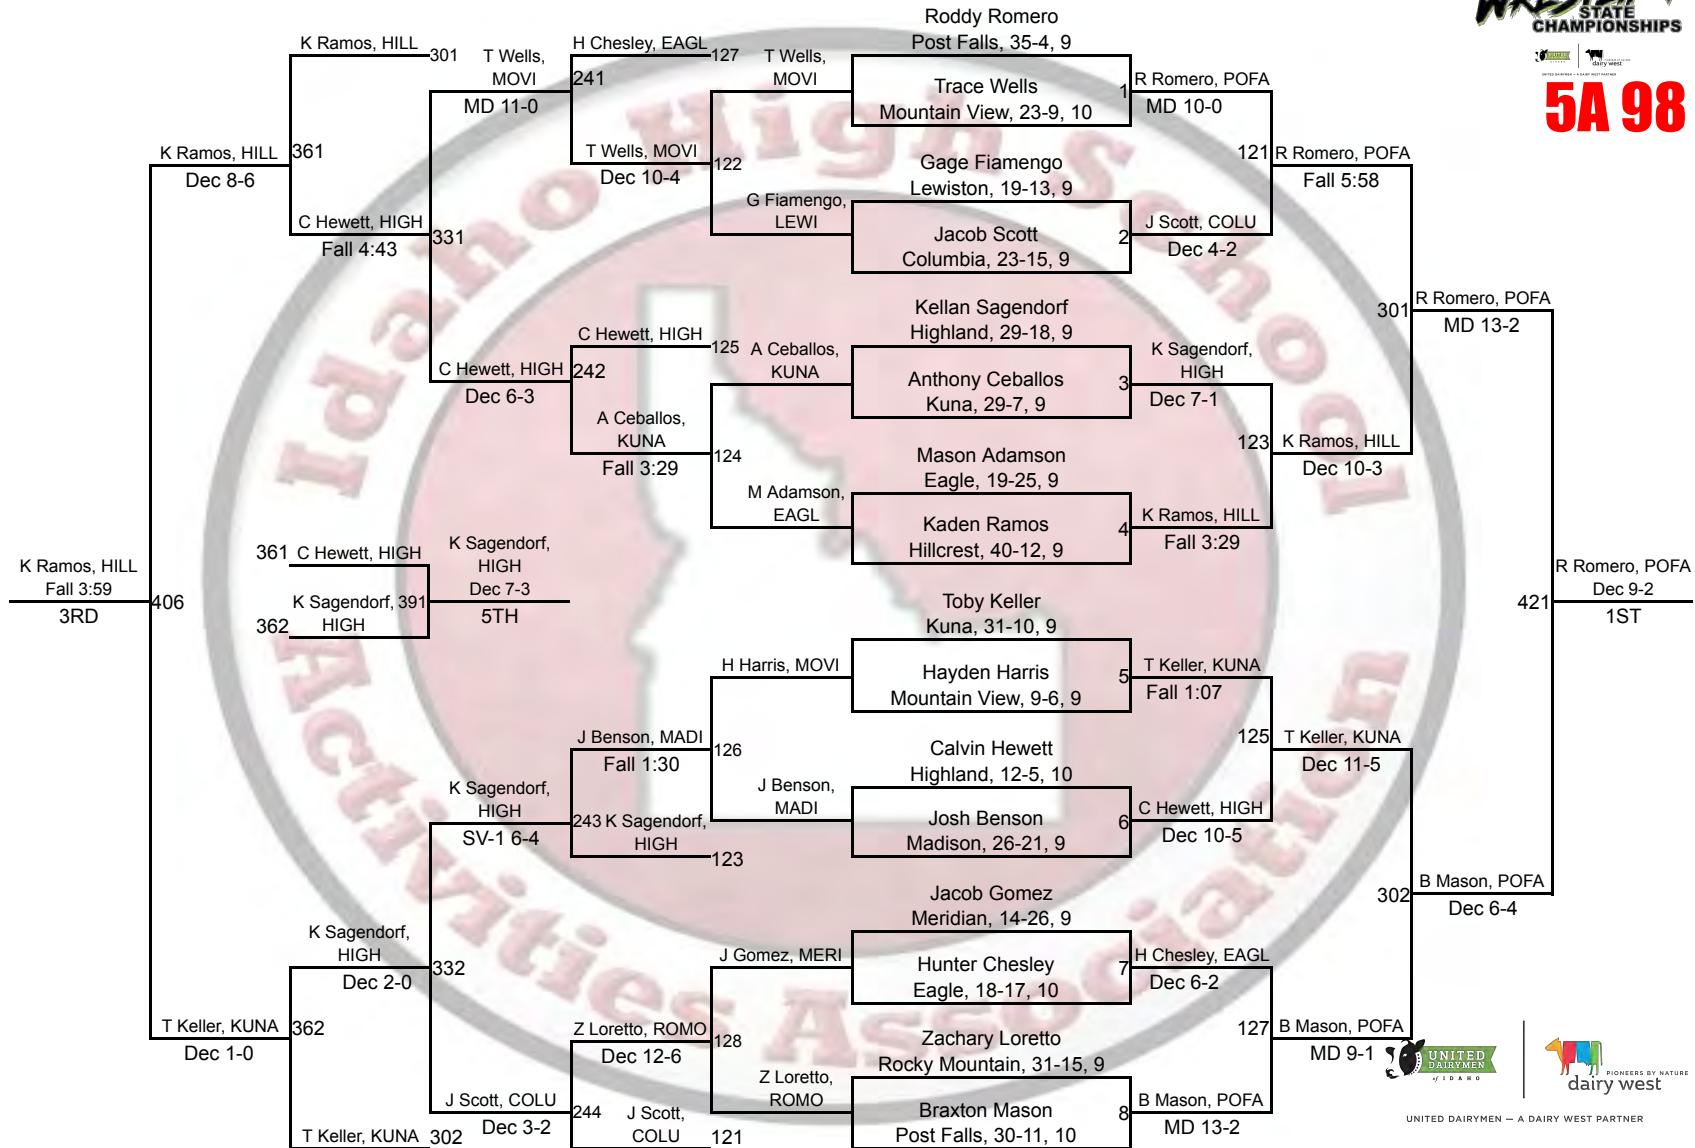 WRESTLING
STATE
CHAMPIONSHIPS
dairy west
5A 98
Idaho High School
Activities Association
K Ramos, HILL
301
C Hewett, HIGH
Fall 4:43
361
K Ramos, HILL
Dec 8-6
T Wells,
MOVI
MD 11-0
331
C Hewett, HIGH
Dec 6-3
H Chesley, EAGL
127
241
T Wells, MOVI
Dec 10-4
C Hewett, HIGH
125
242
A Ceballos,
KUNA
Fall 3:29
T Wells,
MOVI
122
G Fiamengo,
LEWI
A Ceballos,
KUNA
124
M Adamson,
EAGL
Roddy Romero
Post Falls, 35-4, 9
Trace Wells
Mountain View, 23-9, 10
1
R Romero, POFA
MD 10-0
Gage Fiamengo
Lewiston, 19-13, 9
Jacob Scott
Columbia, 23-15, 9
2
J Scott, COLU
Dec 4-2
121
R Romero, POFA
Fall 5:58
Kellan Sagendorf
Highland, 29-18, 9
Anthony Ceballos
Kuna, 29-7, 9
3
K Sagendorf,
HIGH
Dec 7-1
Mason Adamson
Eagle, 19-25, 9
Kaden Ramos
Hillcrest, 40-12, 9
4
K Ramos, HILL
Fall 3:29
123
K Ramos, HILL
Dec 10-3
301
R Romero, POFA
MD 13-2
K Ramos, HILL
Fall 3:59
3RD
406
361
C Hewett, HIGH
362
K Sagendorf,
HIGH
391
K Sagendorf,
HIGH
Dec 7-3
5TH
421
R Romero, POFA
Dec 9-2
1ST
H Harris, MOVI
126
J Benson,
MADI
J Benson, MADI
Fall 1:30
243
K Sagendorf,
HIGH
123
K Sagendorf,
HIGH
SV-1 6-4
Toby Keller
Kuna, 31-10, 9
Hayden Harris
Mountain View, 9-6, 9
5
T Keller, KUNA
Fall 1:07
Calvin Hewett
Highland, 12-5, 10
Josh Benson
Madison, 26-21, 9
6
C Hewett, HIGH
Dec 10-5
125
T Keller, KUNA
Dec 11-5
302
B Mason, POFA
Dec 6-4
K Sagendorf,
HIGH
Dec 2-0
332
T Keller, KUNA
Dec 1-0
362
T Keller, KUNA
302
J Scott, COLU
Dec 3-2
244
J Scott,
COLU
121
Z Loretto, ROMO
Dec 12-6
J Gomez, MERI
128
Z Loretto,
ROMO
Jacob Gomez
Meridian, 14-26, 9
Hunter Chesley
Eagle, 18-17, 10
7
H Chesley, EAGL
Dec 6-2
Zachary Loretto
Rocky Mountain, 31-15, 9
Braxton Mason
Post Falls, 30-11, 10
8
B Mason, POFA
MD 13-2
127
B Mason, POFA
MD 9-1
UNITED
DAIRYMEN
of IDAHO
PIONEERS BY NATURE
dairy west
UNITED DAIRYMEN — A DAIRY WEST PARTNER